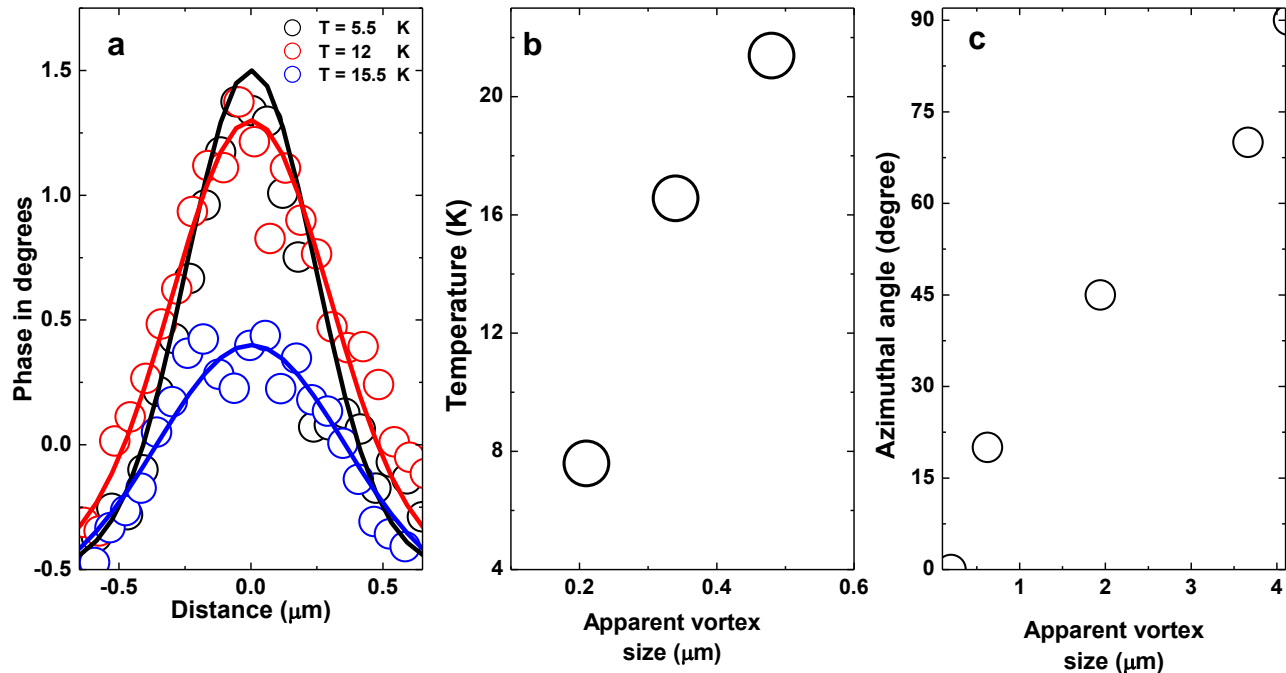 a
T = 5.5 K
T = 12 K
T = 15.5 K
1.5
1.0
0.5
0.0
-0.5
Phase in degrees
-0.5
0.0
0.5
Distance (μm)
b
20
16
12
8
4
Temperature (K)
0.2
0.4
0.6
Apparent vortex
size (μm)
c
90
75
60
45
30
15
0
Azimuthal angle (degree)
1
2
3
4
Apparent vortex
size (μm)